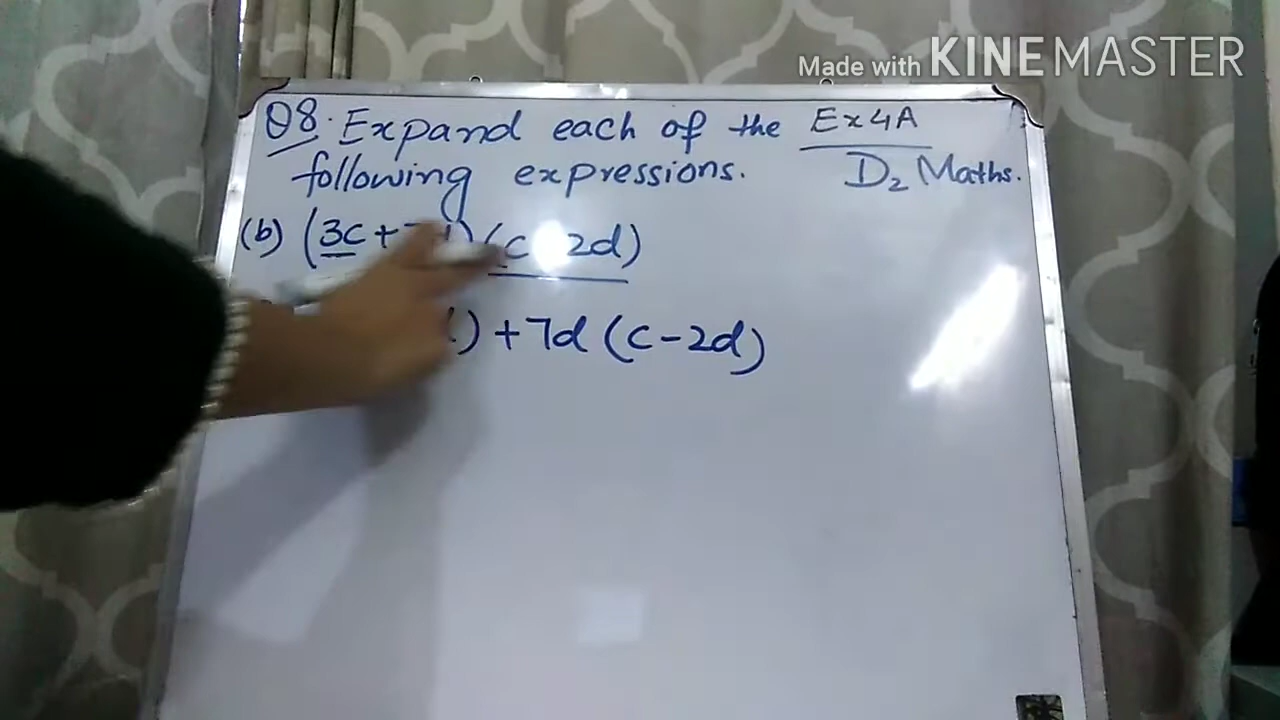 Made with KINEMASTER
Q8. Expand each of the Ex4A
following expressions. D2 Maths.
(b) (3c + d) (c 2d)
) + 7d (c - 2d)